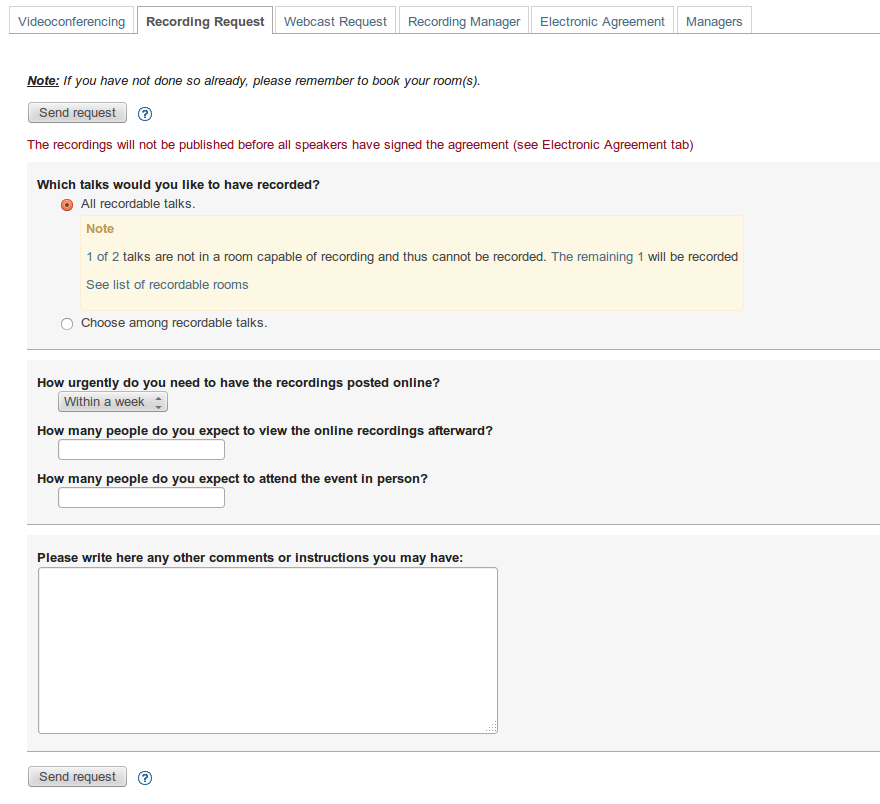 Videoconferencing Recording Request Webcast Request Recording Manager Electronic Agreement Managers
Note: If you have not done so already, please remember to book your room(s).
Send request ?
The recordings will not be published before all speakers have signed the agreement (see Electronic Agreement tab)
Which talks would you like to have recorded?
All recordable talks.
Note
1 of 2 talks are not in a room capable of recording and thus cannot be recorded. The remaining 1 will be recorded
See list of recordable rooms
Choose among recordable talks.
How urgently do you need to have the recordings posted online?
Within a week
How many people do you expect to view the online recordings afterward?
How many people do you expect to attend the event in person?
Please write here any other comments or instructions you may have:
Send request ?